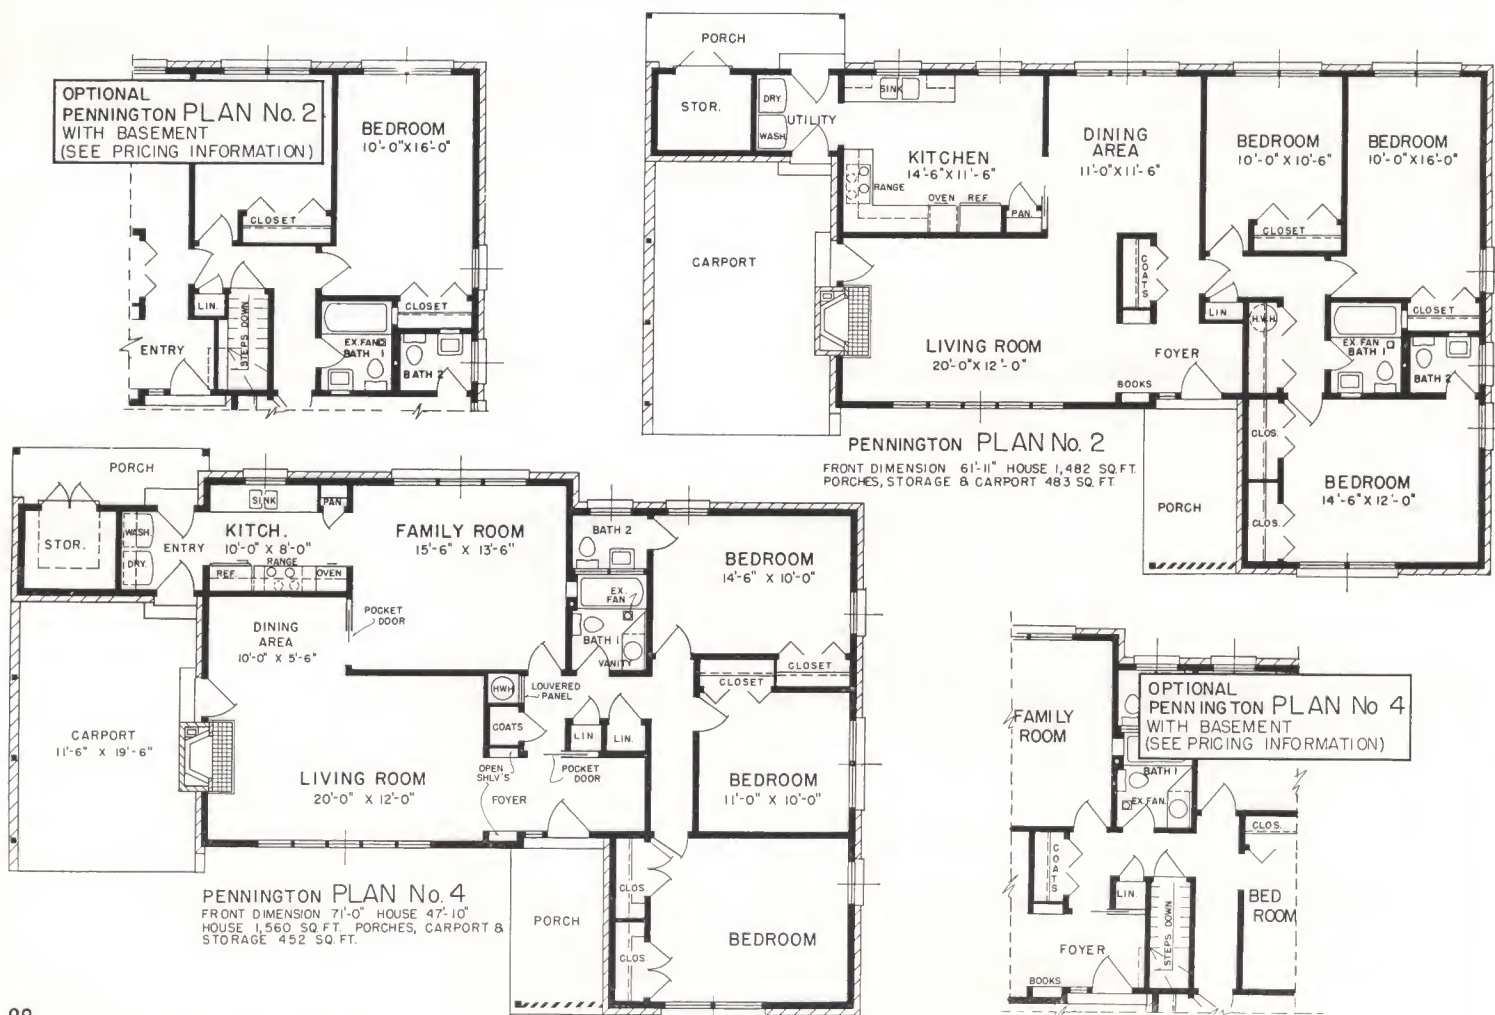 OPTIONAL
PENNINGTON PLAN No. 2
WITH BASEMENT
(SEE PRICING INFORMATION)
BEDROOM
10'-0"X16'-0"
CLOSET
LIN.
STEPS DOWN
CLOSET
ENTRY
EX.FAN
BATH 1
BATH 2
PORCH
STOR.
DRY.
WASH.
UTILITY
SINK
KITCHEN
14'-6"X11'-6"
RANGE
OVEN
REF.
PAN.
DINING
AREA
11'-0"X11'-6"
BEDROOM
10'-0"X10'-6"
BEDROOM
10'-0"X16'-0"
CLOSET
CARPORT
COATS
LIN.
H.W.H.
CLOSET
LIVING ROOM
20'-0"X12'-0"
FOYER
BOOKS
EX.FAN
BATH 1
BATH 2
PENNINGTON PLAN No. 2
FRONT DIMENSION 61'-11" HOUSE 1,482 SQ.FT.
PORCHES, STORAGE & CARPORT 483 SQ. FT.
CLOS.
BEDROOM
14'-6"X12'-0"
CLOS.
PORCH
PORCH
STOR.
WASH.
DRY.
ENTRY
SINK
PAN.
KITCH.
10'-0" X 8'-0"
RANGE
REF.
OVEN
FAMILY ROOM
15'-6" X 13'-6"
BATH 2
BEDROOM
14'-6" X 10'-0"
EX.
FAN
BATH 1
VANITY
POCKET
DOOR
DINING
AREA
10'-0" X 5'-6"
CLOSET
CLOSET
HWH
LOUVERED
PANEL
COATS
LIN.
LIN.
CARPORT
11'-6" X 19'-6"
OPEN
SHLV'S
POCKET
DOOR
LIVING ROOM
20'-0" X 12'-0"
FOYER
BEDROOM
11'-0" X 10'-0"
PENNINGTON PLAN No. 4
FRONT DIMENSION 71'-0" HOUSE 47'-10"
HOUSE 1,560 SQ.FT. PORCHES, CARPORT &
STORAGE 452 SQ.FT.
PORCH
CLOS.
CLOS.
BEDROOM
OPTIONAL
PENNINGTON PLAN No 4
WITH BASEMENT
(SEE PRICING INFORMATION)
FAMILY
ROOM
BATH 1
EX.FAN.
CLOS.
COATS
LIN.
BED
ROOM
STEPS DOWN
FOYER
BOOKS